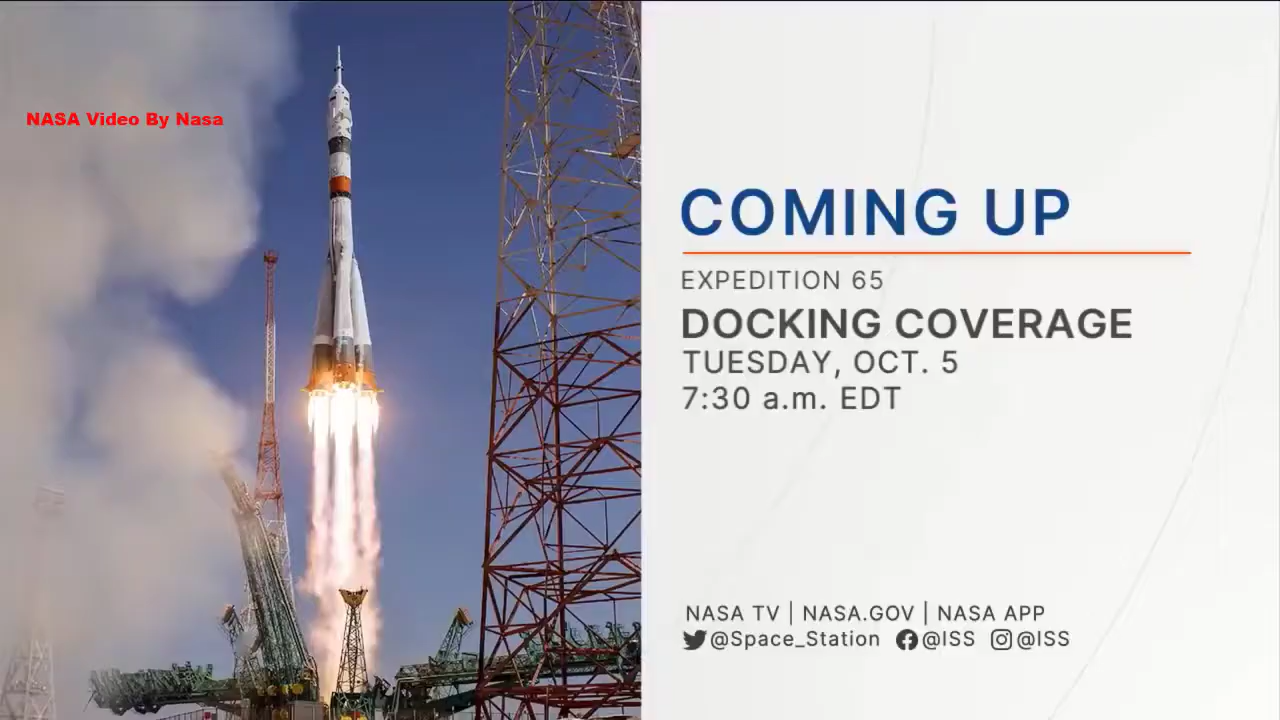 NASA Video By Nasa
COMING UP
EXPEDITION 65
DOCKING COVERAGE
TUESDAY, OCT. 5
7:30 a.m. EDT
NASA TV | NASA.GOV | NASA APP
@Space_Station @ISS @ISS